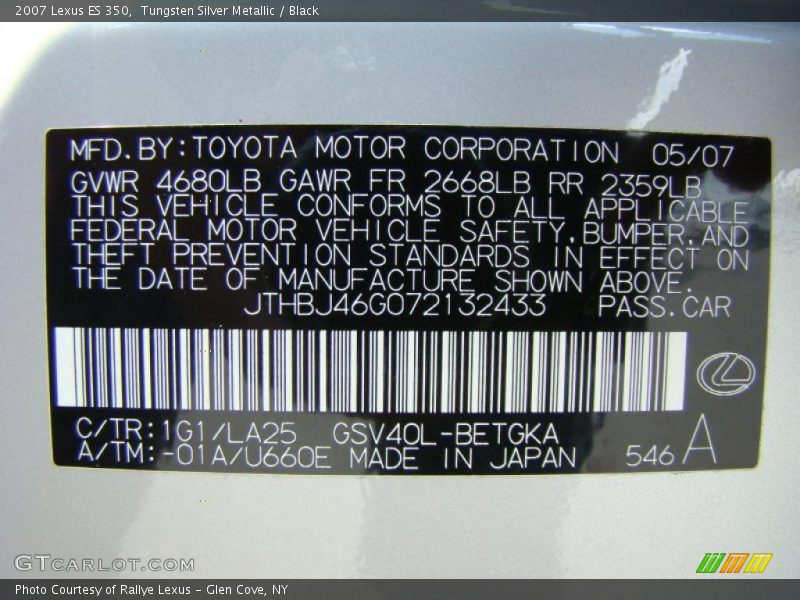 2007 Lexus ES 350, Tungsten Silver Metallic / Black
MFD.BY:TOYOTA MOTOR CORPORATION 05/07
GVWR 4680LB GAWR FR 2668LB RR 2359LB
THIS VEHICLE CONFORMS TO ALL APPLICABLE
FEDERAL MOTOR VEHICLE SAFETY,BUMPER,AND
THEFT PREVENTION STANDARDS IN EFFECT ON
THE DATE OF MANUFACTURE SHOWN ABOVE.
JTHBJ46G072132433 PASS.CAR
C/TR:1G1/LA25 GSV40L-BETGKA
A/TM:-01A/U660E MADE IN JAPAN 546 A
GTCARLOT.COM
Photo Courtesy of Rallye Lexus - Glen Cove, NY